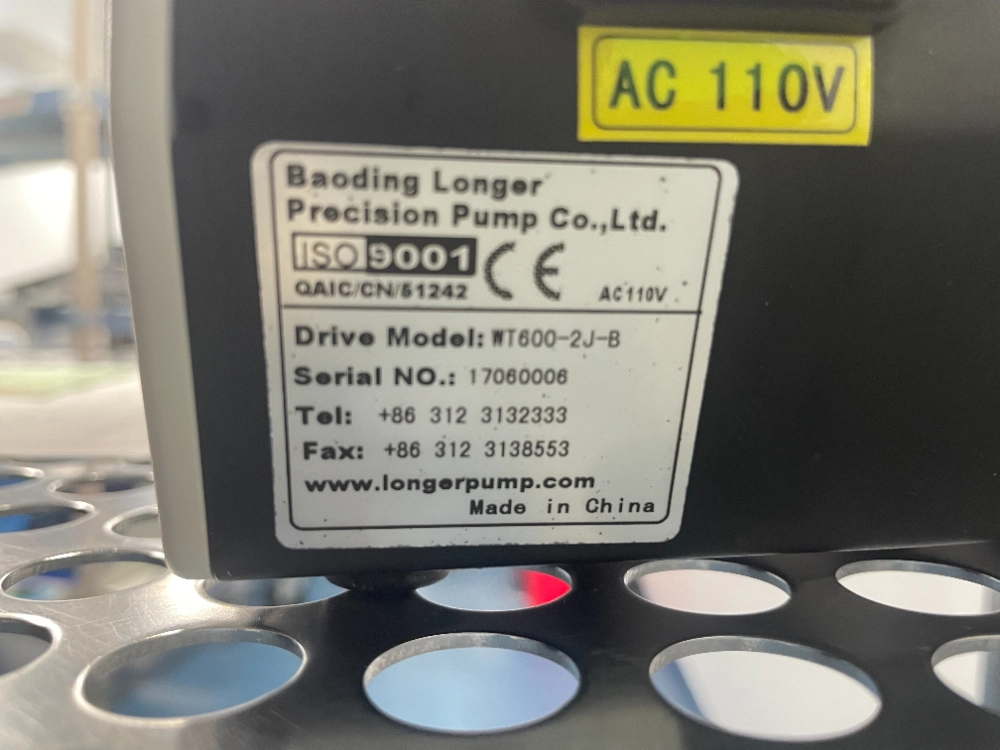 AC 110V
Baoding Longer
Precision Pump Co.,Ltd.
ISO 9001 CE
QAIC/CN/51242 AC110V
Drive Model: WT600-2J-B
Serial NO.: 17060006
Tel: +86 312 3132333
Fax: +86 312 3138553
www.longerpump.com
Made in China